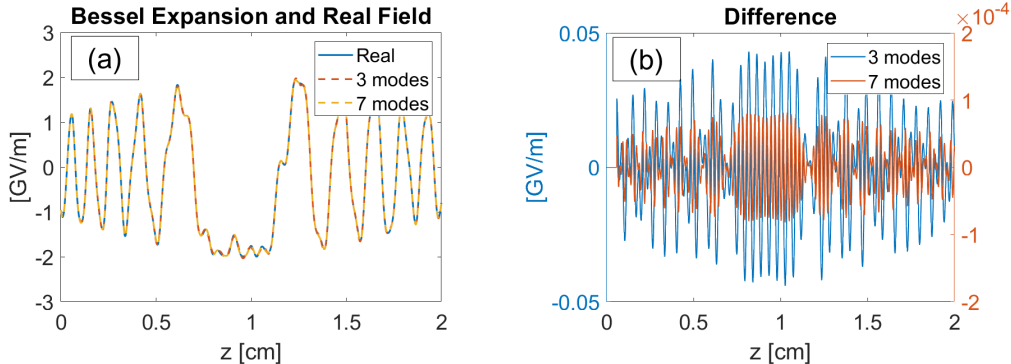 Bessel Expansion and Real Field
(a)
Real
3 modes
7 modes
3
2
1
0
-1
-2
-3
[GV/m]
0
0.5
1
1.5
2
z [cm]
Difference
(b)
3 modes
7 modes
0.05
0
-0.05
[GV/m]
×10⁻⁴
2
1
0
-1
-2
0
0.5
1
1.5
2
z [cm]